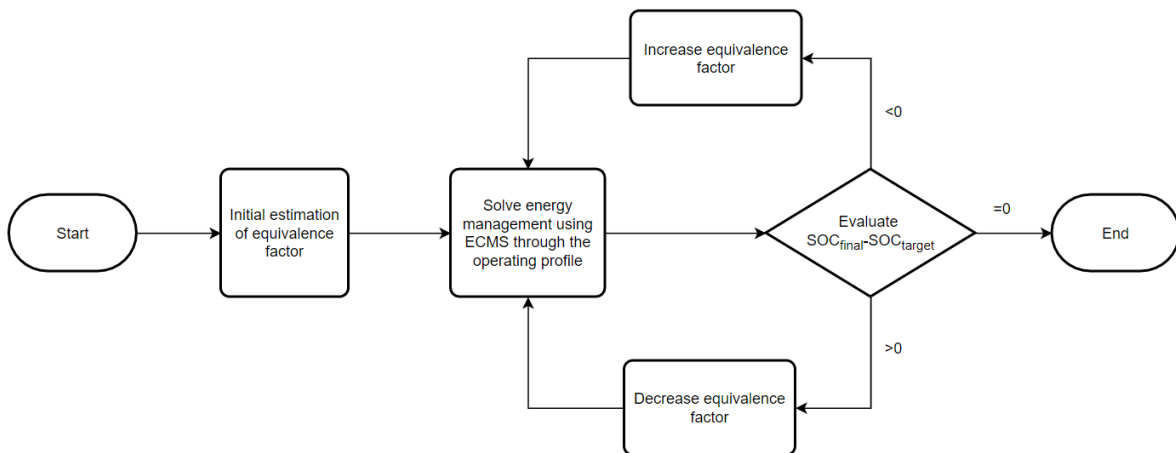 Start
Initial estimation
of equivalence
factor
Solve energy
management using
ECMS through the
operating profile
Increase equivalence
factor
<0
Evaluate
SOCfinal-SOCtarget
=0
End
>0
Decrease equivalence
factor